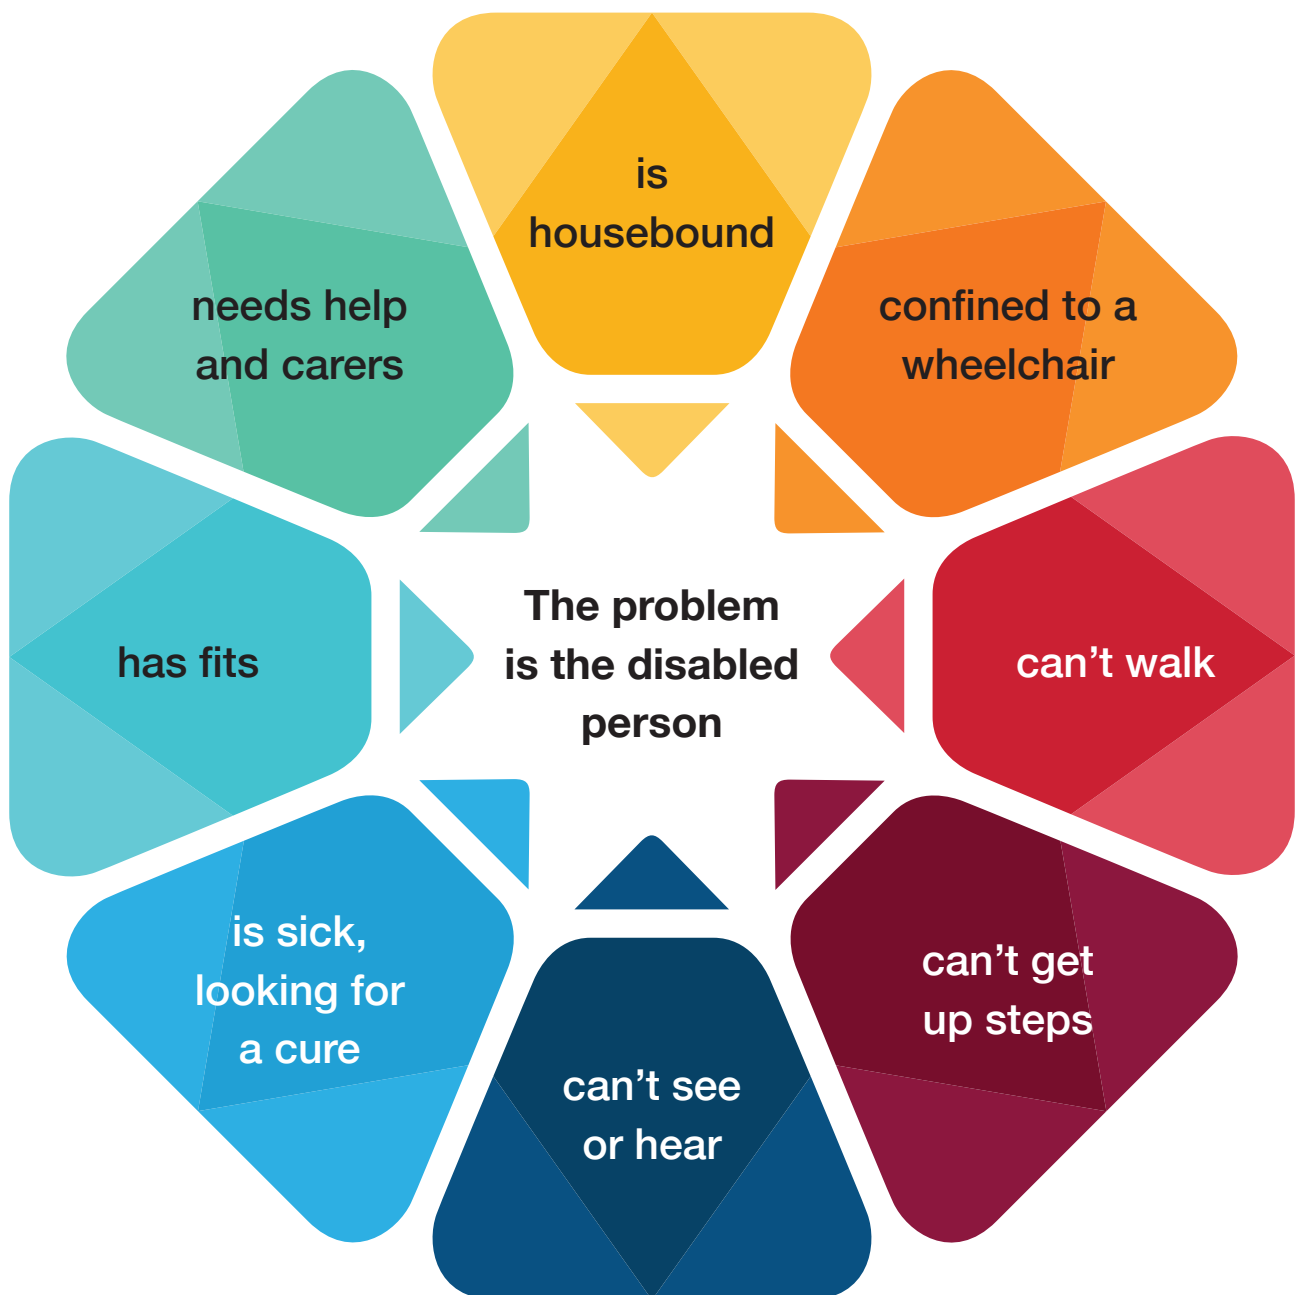 is
housebound
confined to a
wheelchair
can’t walk
can’t get
up steps
can’t see
or hear
is sick,
looking for
a cure
has fits
needs help
and carers
The problem
is the disabled
person